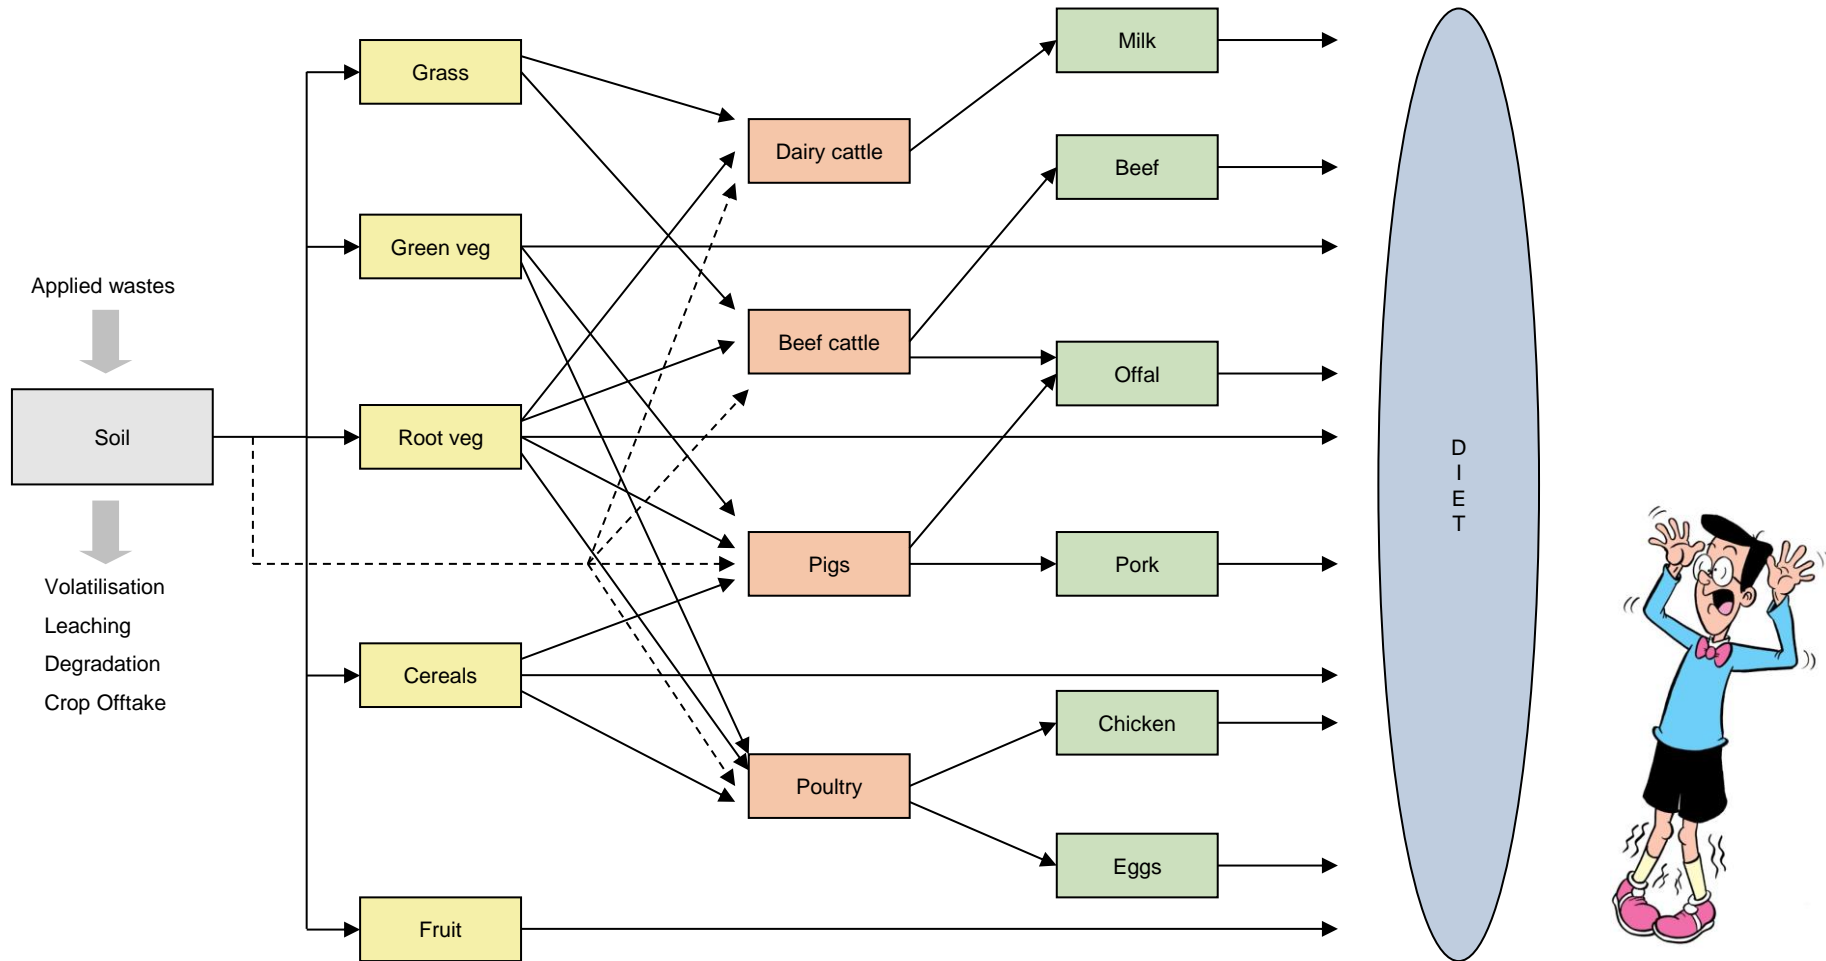 Applied wastes
Soil
Volatilisation
Leaching
Degradation
Crop Offtake
Grass
Green veg
Root veg
Cereals
Fruit
Dairy cattle
Beef cattle
Pigs
Poultry
Milk
Beef
Offal
Pork
Chicken
Eggs
D
I
E
T